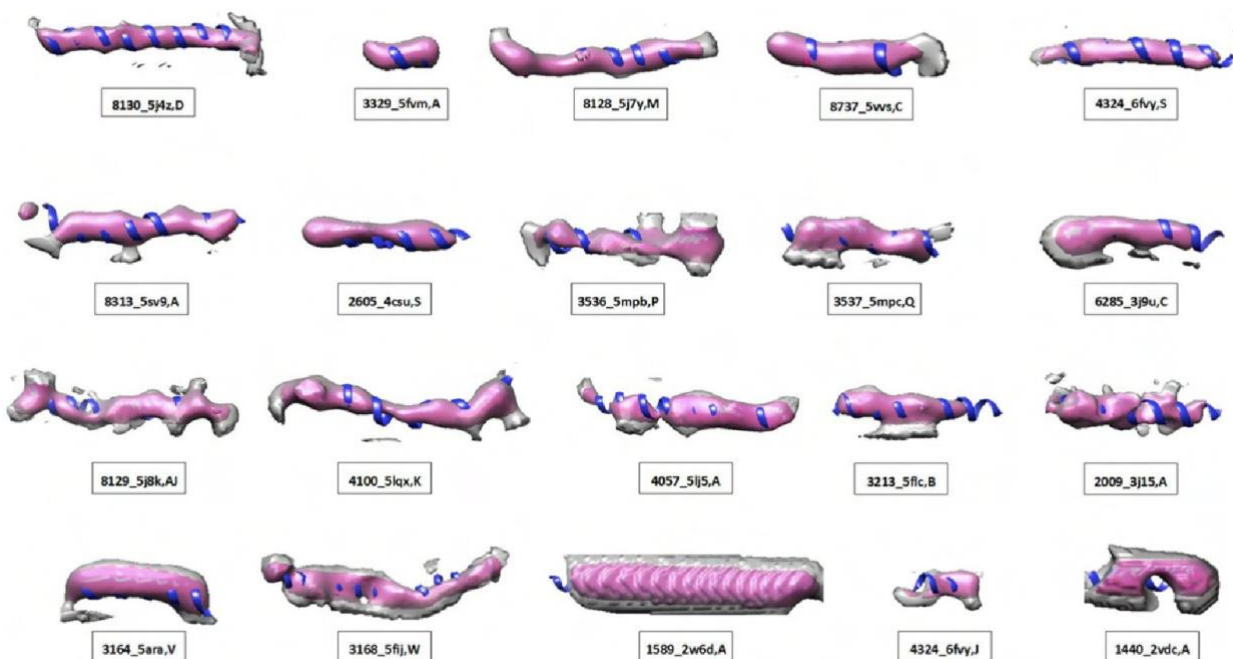 8130_5j4z,D
3329_5fvm,A
8128_5j7y,M
8737_5vvs,C
4324_6fvy,S
8313_5sv9,A
2605_4csu,S
3536_5mpb,P
3537_5mpc,Q
6285_3j9u,C
8129_5j8k,AJ
4100_5lqx,K
4057_5lj5,A
3213_5flc,B
2009_3j15,A
3164_5ara,V
3168_5fij,W
1589_2w6d,A
4324_6fvy,J
1440_2vdc,A